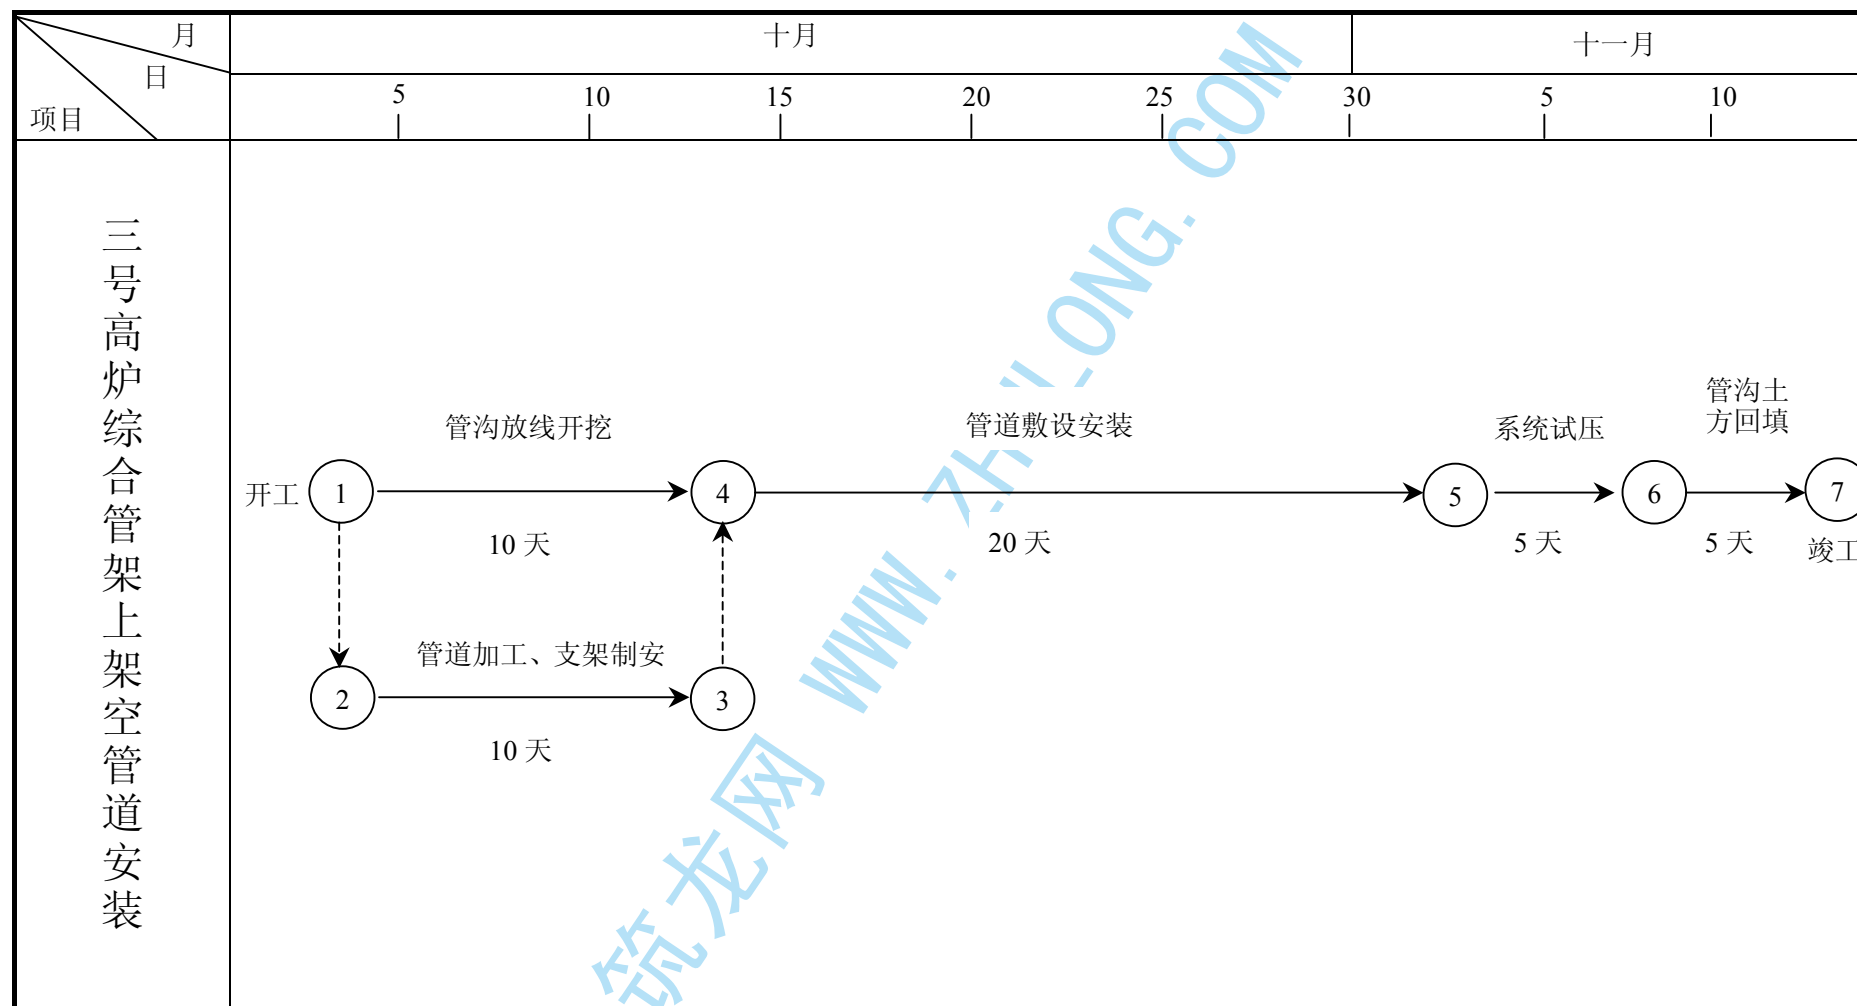 月
日
项目
十月
十一月
5
10
15
20
25
30
5
10
三号高炉综合管架上架空管道安装
管沟放线开挖
管道敷设安装
系统试压
管沟土
方回填
开工
1
4
5
6
7
10 天
20 天
5 天
5 天
竣工
管道加工、支架制安
2
3
10 天
筑龙网 WWW.ZHULONG.COM